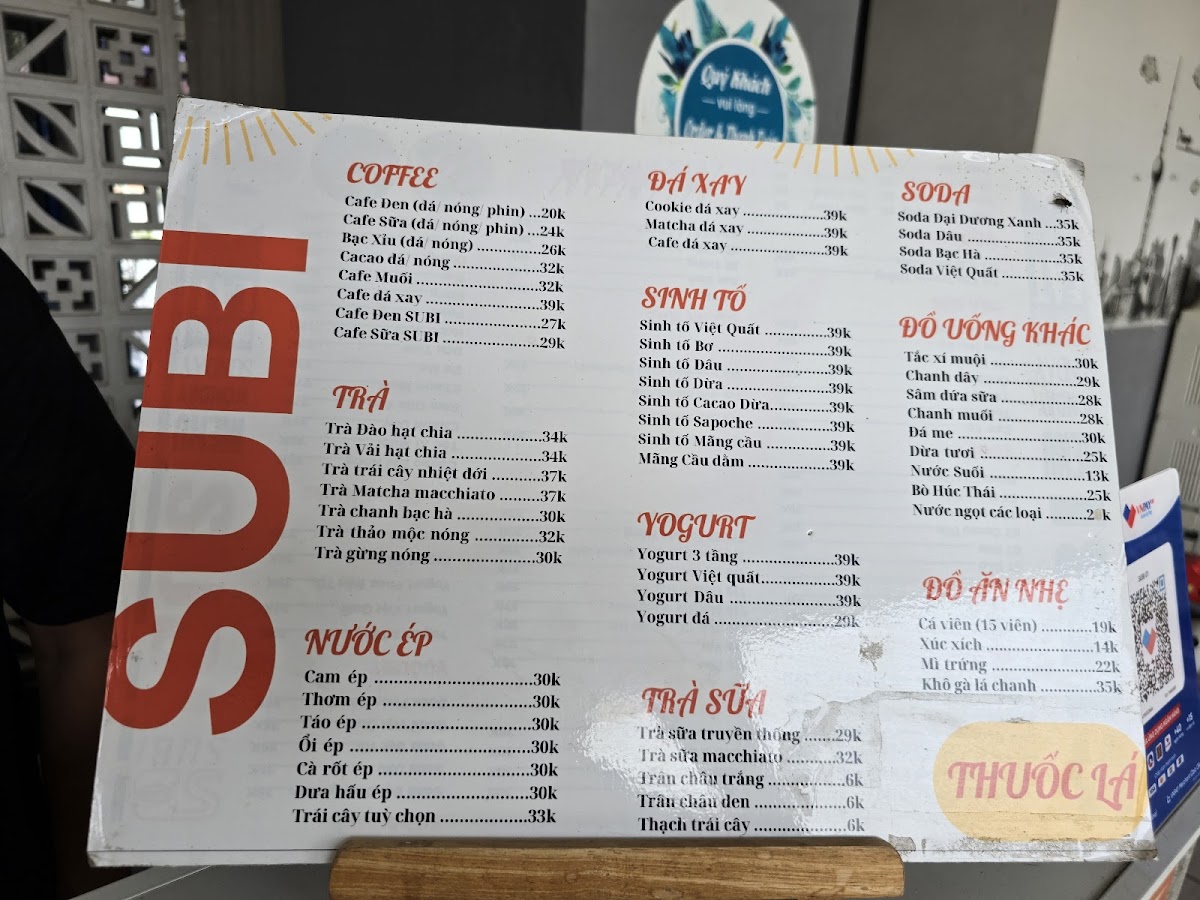 Quý Khách
vui lòng
SUBI
COFFEE
Cafe Đen (đá/ nóng/ phin) ...20k
Cafe Sữa (đá/ nóng/ phin) ...24k
Bạc Xỉu (đá/ nóng) .............26k
Cacao đá/ nóng ..................32k
Cafe Muối .........................32k
Cafe đá xay .......................39k
Cafe Đen SUBI ...................27k
Cafe Sữa SUBI ...................29k
TRÀ
Trà Đào hạt chia ...................34k
Trà Vải hạt chia ....................34k
Trà trái cây nhiệt đới ............37k
Trà Matcha macchiato .........37k
Trà chanh bạc hà ..................30k
Trà thảo mộc nóng ...............32k
Trà gừng nóng ......................30k
NƯỚC ÉP
Cam ép ...............................30k
Thơm ép .............................30k
Táo ép ................................30k
Ổi ép ..................................30k
Cà rốt ép ............................30k
Dưa hấu ép .........................30k
Trái cây tuỳ chọn .................33k
ĐÁ XAY
Cookie đá xay ....................39k
Matcha đá xay ...................39k
Cafe đá xay .......................39k
SINH TỐ
Sinh tố Việt Quất ..............39k
Sinh tố Bơ ........................39k
Sinh tố Dâu ......................39k
Sinh tố Dừa ......................39k
Sinh tố Cacao Dừa.............39k
Sinh tố Sapoche ................39k
Sinh tố Mãng cầu ..............39k
Mãng Cầu dằm .................39k
YOGURT
Yogurt 3 tầng ....................39k
Yogurt Việt quất................39k
Yogurt Dâu .......................39k
Yogurt đá .........................29k
TRÀ SỮA
Trà sữa truyền thống .......29k
Trà sữa macchiato ...........32k
Trân châu trắng ................6k
Trân châu đen ...................6k
Thạch trái cây ....................6k
SODA
Soda Đại Dương Xanh ...35k
Soda Dâu .......................35k
Soda Bạc Hà ..................35k
Soda Việt Quất ...............35k
ĐỒ UỐNG KHÁC
Tắc xí muội ....................30k
Chanh dây .....................29k
Sâm dứa sữa ..................28k
Chanh muối ...................28k
Đá me ............................30k
Dừa tươi ........................25k
Nước Suối ......................13k
Bò Húc Thái ...................25k
Nước ngọt các loại ..........
ĐỒ ĂN NHẸ
Cá viên (15 viên) ............19k
Xúc xích .........................14k
Mì trứng ........................22k
Khô gà lá chanh .............35k
THUỐC LÁ
VNPAY